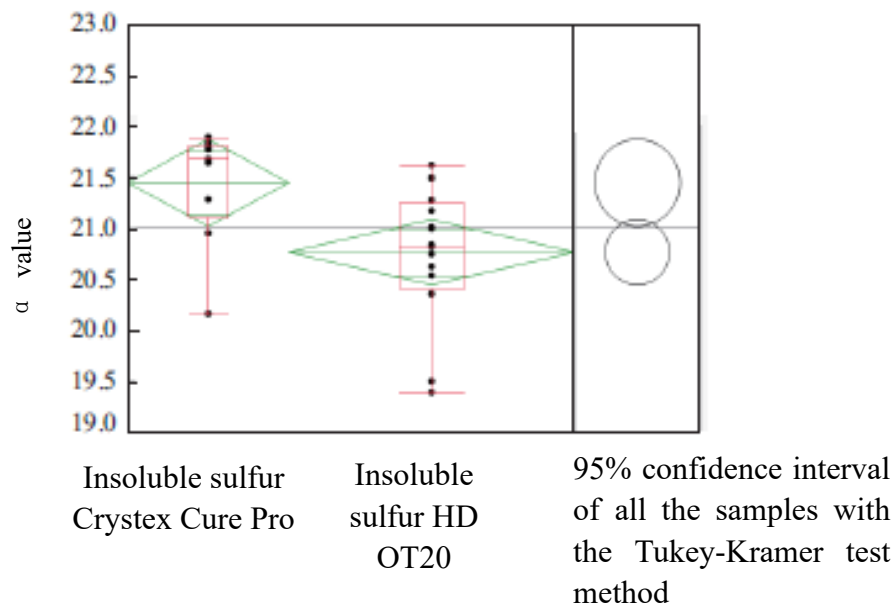 23.0
22.5
22.0
21.5
21.0
20.5
20.0
19.5
19.0
α value
Insoluble sulfur
Crystex Cure Pro
Insoluble
sulfur HD
OT20
95% confidence interval
of all the samples with
the Tukey-Kramer test
method